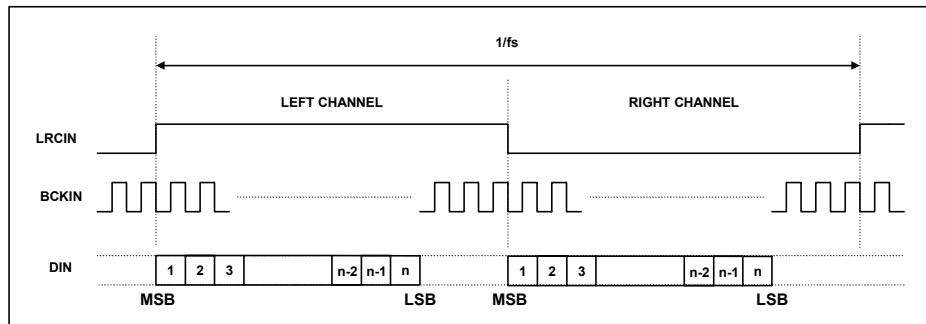 1/fs
LEFT CHANNEL RIGHT CHANNEL
LRCIN
BCKIN
DIN 1 2 3 n-2 n-1 n 1 2 3 n-2 n-1 n
MSB LSB MSB LSB